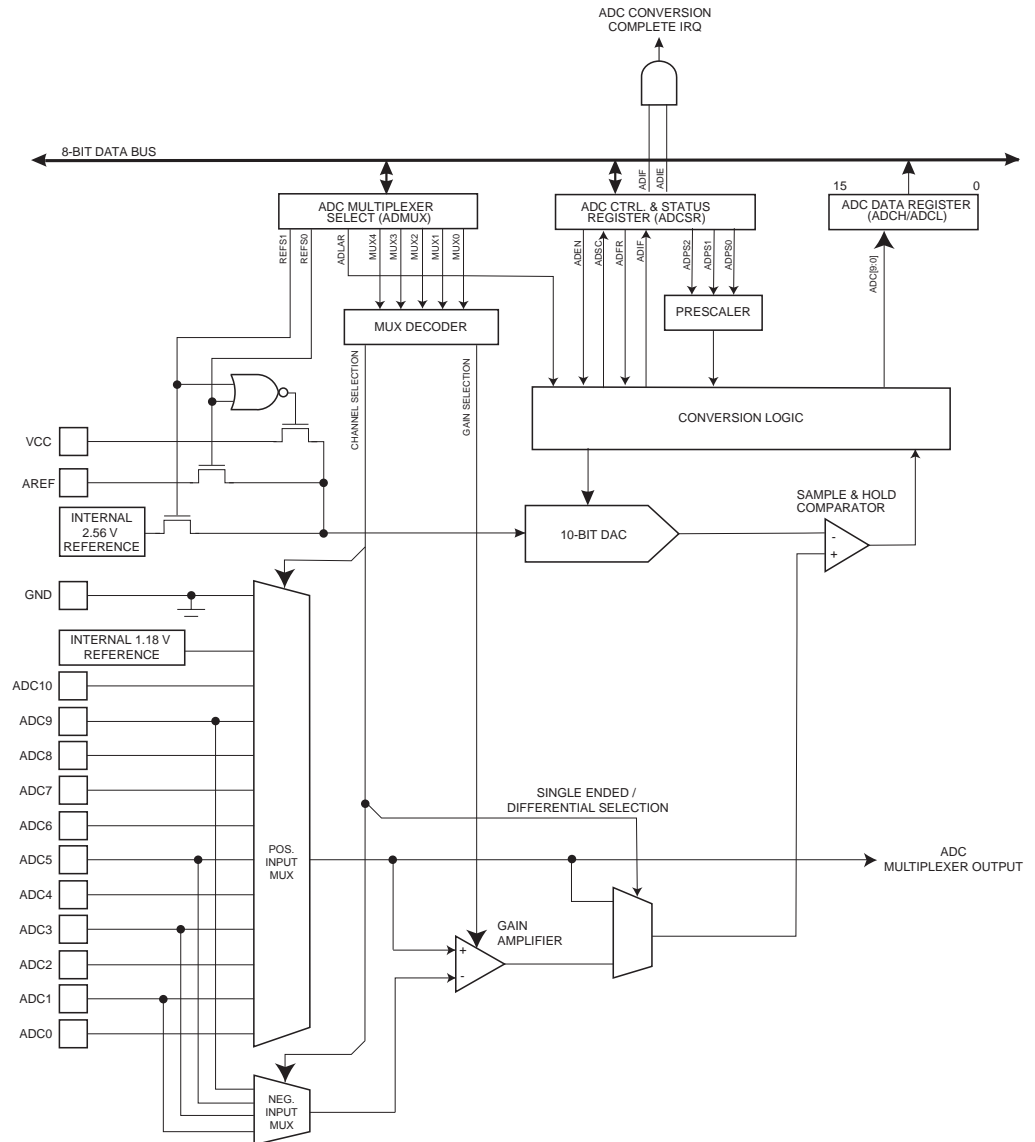 ADC CONVERSION
COMPLETE IRQ
8-BIT DATA BUS
ADIF
ADIE
15
0
ADC MULTIPLEXER
SELECT (ADMUX)
ADC CTRL. & STATUS
REGISTER (ADCSR)
ADC DATA REGISTER
(ADCH/ADCL)
REFS1
REFS0
ADLAR
MUX4
MUX3
MUX2
MUX1
MUX0
ADEN
ADSC
ADFR
ADIF
ADPS2
ADPS1
ADPS0
ADC[9:0]
PRESCALER
MUX DECODER
CHANNEL SELECTION
GAIN SELECTION
CONVERSION LOGIC
VCC
AREF
INTERNAL
2.56 V
REFERENCE
10-BIT DAC
SAMPLE & HOLD
COMPARATOR
-
+
GND
INTERNAL 1.18 V
REFERENCE
ADC10
ADC9
ADC8
ADC7
ADC6
ADC5
ADC4
ADC3
ADC2
ADC1
ADC0
POS.
INPUT
MUX
SINGLE ENDED /
DIFFERENTIAL SELECTION
ADC
MULTIPLEXER OUTPUT
GAIN
AMPLIFIER
+
-
NEG.
INPUT
MUX